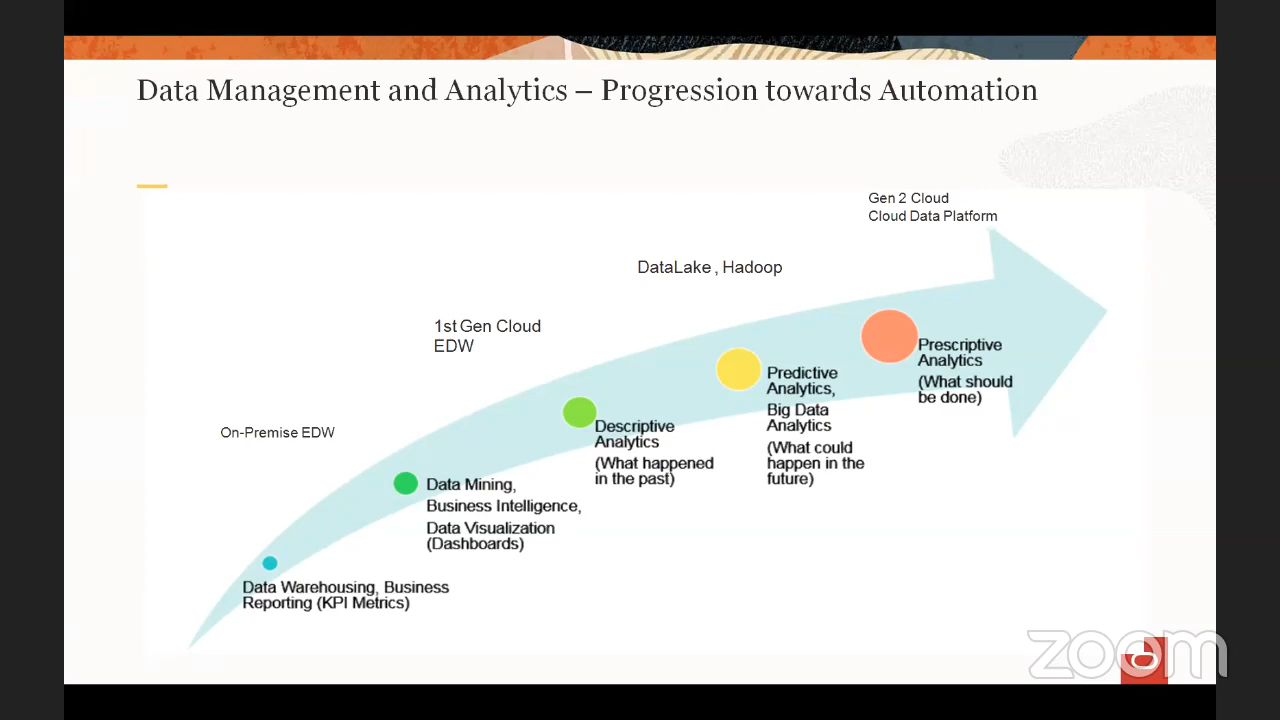 Data Management and Analytics – Progression towards Automation
Gen 2 Cloud
Cloud Data Platform
DataLake , Hadoop
1st Gen Cloud
EDW
On-Premise EDW
Prescriptive
Analytics
(What should
be done)
Predictive
Analytics,
Big Data
Analytics
(What could
happen in the
future)
Descriptive
Analytics
(What happened
in the past)
Data Mining,
Business Intelligence,
Data Visualization
(Dashboards)
Data Warehousing, Business
Reporting (KPI Metrics)
zoom